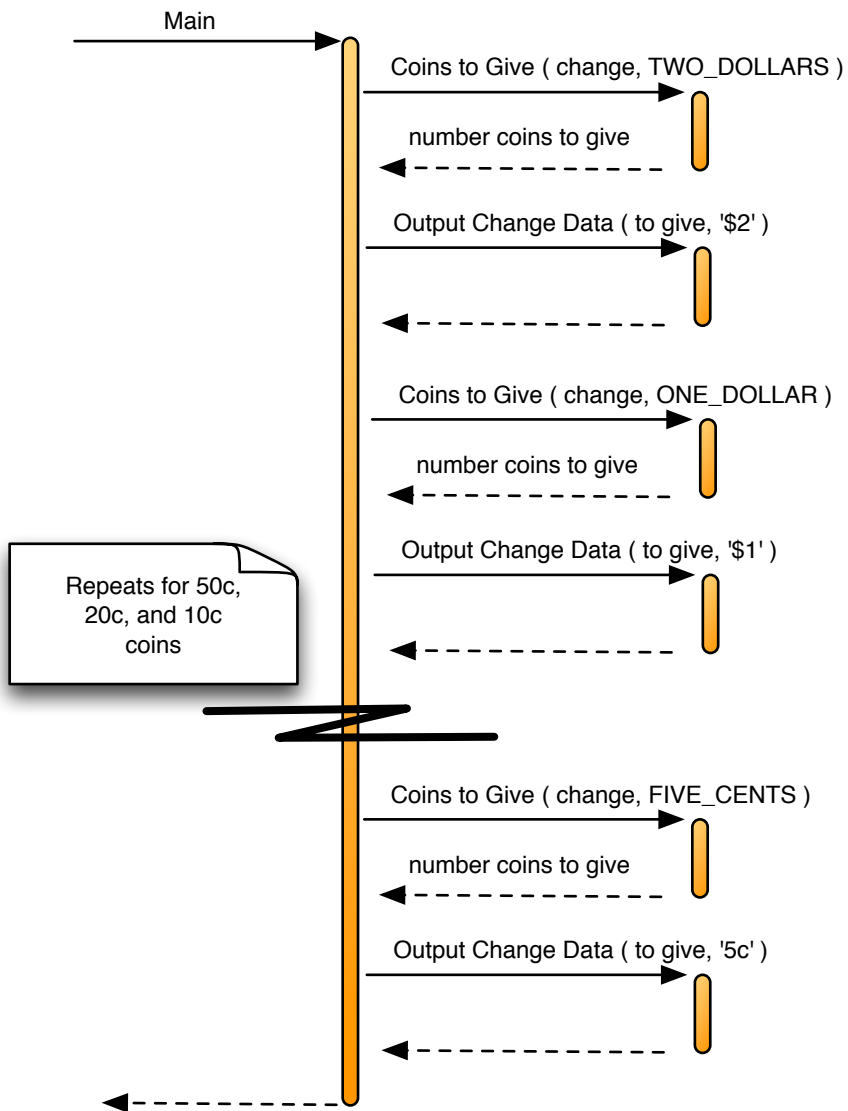 Main
Coins to Give ( change, TWO_DOLLARS )
number coins to give
Output Change Data ( to give, '$2' )
Coins to Give ( change, ONE_DOLLAR )
number coins to give
Output Change Data ( to give, '$1' )
Repeats for 50c,
20c, and 10c
coins
Coins to Give ( change, FIVE_CENTS )
number coins to give
Output Change Data ( to give, '5c' )